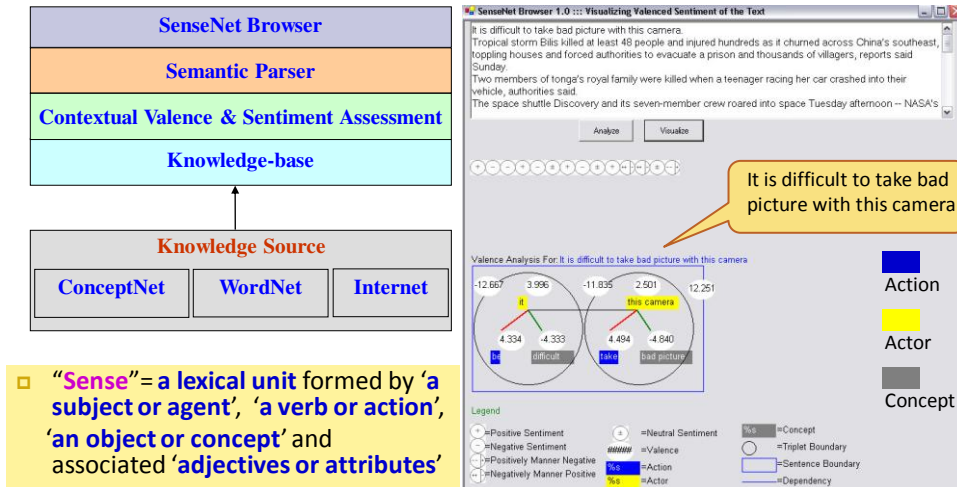 SenseNet Browser
Semantic Parser
Contextual Valence & Sentiment Assessment
Knowledge-base
Knowledge Source
ConceptNet
WordNet
Internet
“Sense”= a lexical unit formed by ‘a
subject or agent’, ‘a verb or action’,
‘an object or concept’ and
associated ‘adjectives or attributes’
SenseNet Browser 1.0 ::: Visualizing Valenced Sentiment of the Text
It is difficult to take bad picture with this camera.
Tropical storm Bilis killed at least 48 people and injured hundreds as it churned across China's southeast,
toppling houses and forced authorities to evacuate a prison and thousands of villagers, reports said
Sunday.
Two members of tonga's royal family were killed when a teenager racing her car crashed into their
vehicle, authorities said.
The space shuttle Discovery and its seven-member crew roared into space Tuesday afternoon -- NASA's
Analyze
Visualize
It is difficult to take bad
picture with this camera
Valence Analysis For: It is difficult to take bad picture with this camera
-12.667 3.996 -11.835 2.501 12.251
it this camera
4.334 -4.333 4.494 -4.840
be difficult take bad picture
Action
Actor
Concept
Legend
+ =Positive Sentiment
- =Negative Sentiment
=Positively Manner Negative
=Negatively Manner Positive
± =Neutral Sentiment
##### =Valence
%s =Action
%s =Actor
%s =Concept
=Triplet Boundary
=Sentence Boundary
=Dependency